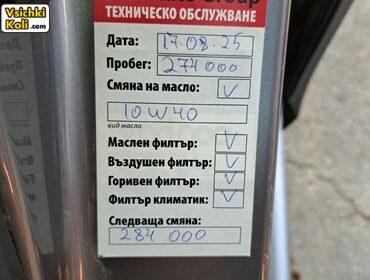 Vsichki
Koli.com
Group
ТЕХНИЧЕСКО ОБСЛУЖВАНЕ
Дата: 17.08.25
Пробег: 274 000
Смяна на масло: V
10W40
вид масло
Маслен филтър: V
Въздушен филтър: V
Горивен филтър: V
Филтър климатик: V
Следваща смяна:
284 000